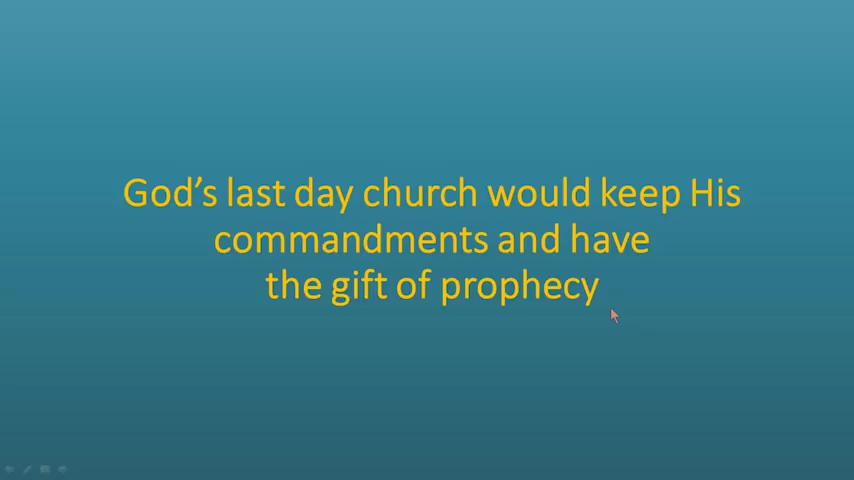 God’s last day church would keep His
commandments and have
the gift of prophecy